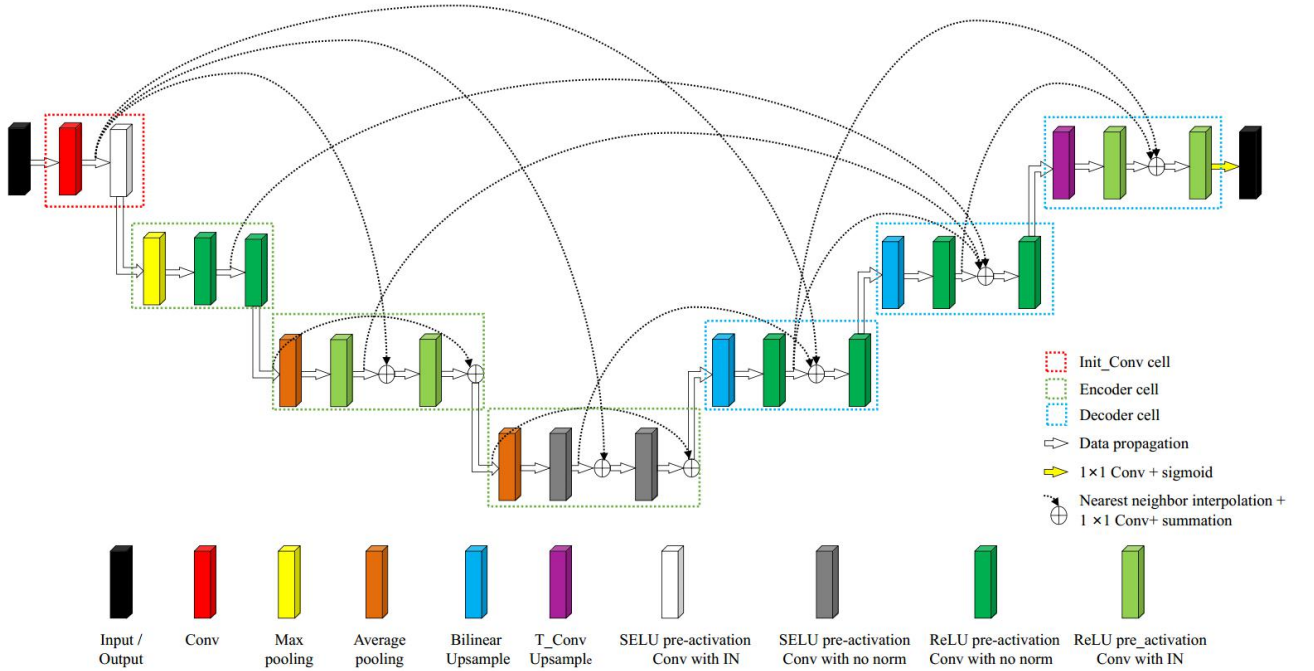 Init_Conv cell
Encoder cell
Decoder cell
Data propagation
1×1 Conv + sigmoid
Nearest neighbor interpolation +
1 ×1 Conv+ summation
Input /
Output
Conv
Max
pooling
Average
pooling
Bilinear
Upsample
T_Conv
Upsample
SELU pre-activation
Conv with IN
SELU pre-activation
Conv with no norm
ReLU pre-activation
Conv with no norm
ReLU pre_activation
Conv with IN